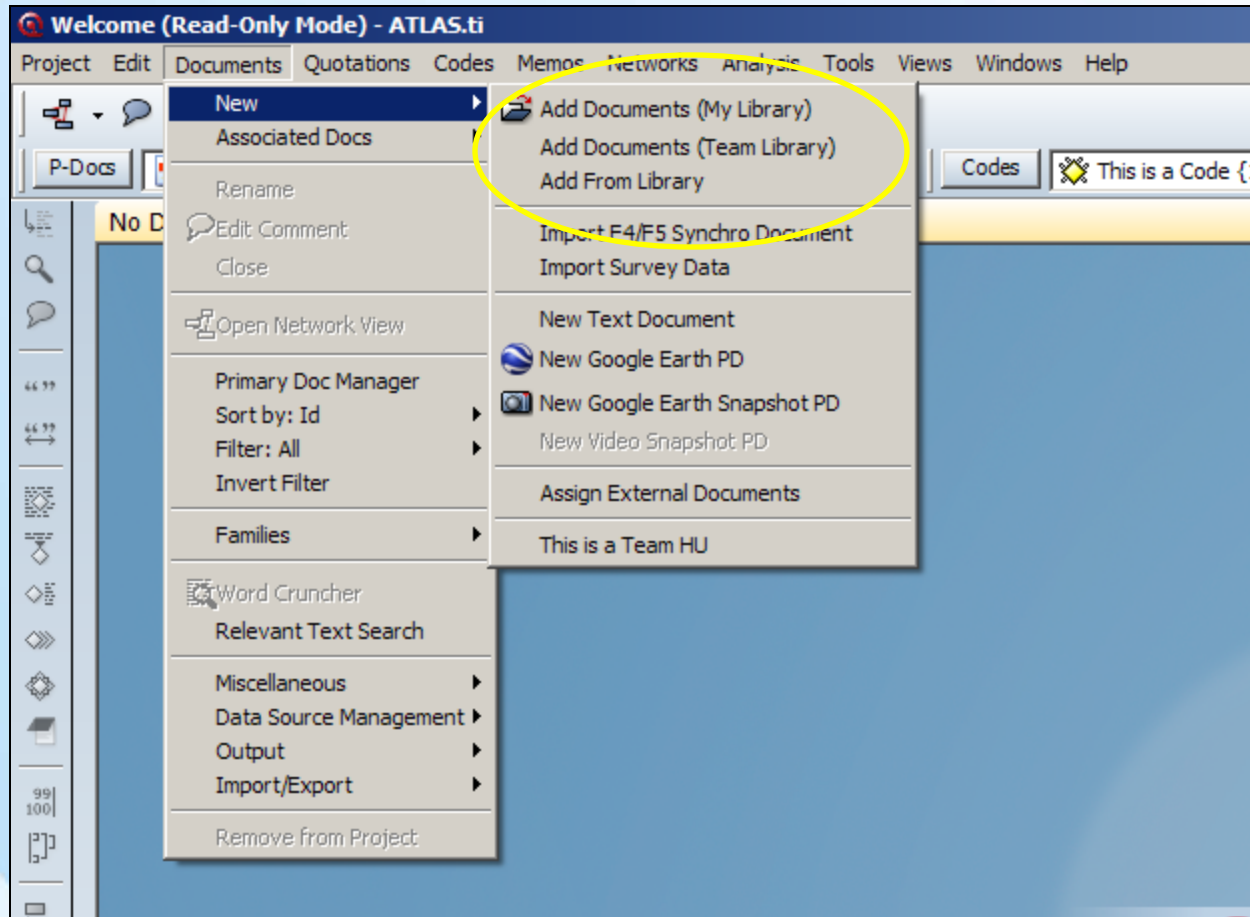 Welcome (Read-Only Mode) - ATLAS.ti
Project Edit Documents Quotations Codes Memos Networks Analysis Tools Views Windows Help
P-Docs
Codes This is a Code
No
New
Associated Docs
Rename
Edit Comment
Close
Open Network View
Primary Doc Manager
Sort by: Id
Filter: All
Invert Filter
Families
Word Cruncher
Relevant Text Search
Miscellaneous
Data Source Management
Output
Import/Export
Remove from Project
Add Documents (My Library)
Add Documents (Team Library)
Add From Library
Import F4/F5 Synchro Document
Import Survey Data
New Text Document
New Google Earth PD
New Google Earth Snapshot PD
New Video Snapshot PD
Assign External Documents
This is a Team HU
99
100